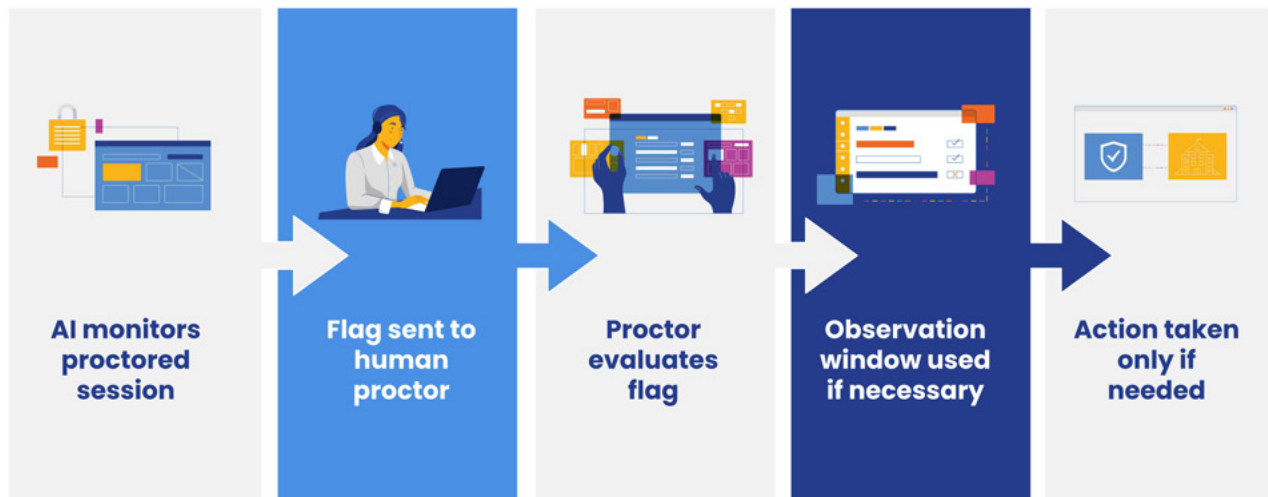 AI monitors
proctored
session
Flag sent to
human
proctor
Proctor
evaluates
flag
Observation
window used
if necessary
Action taken
only if
needed